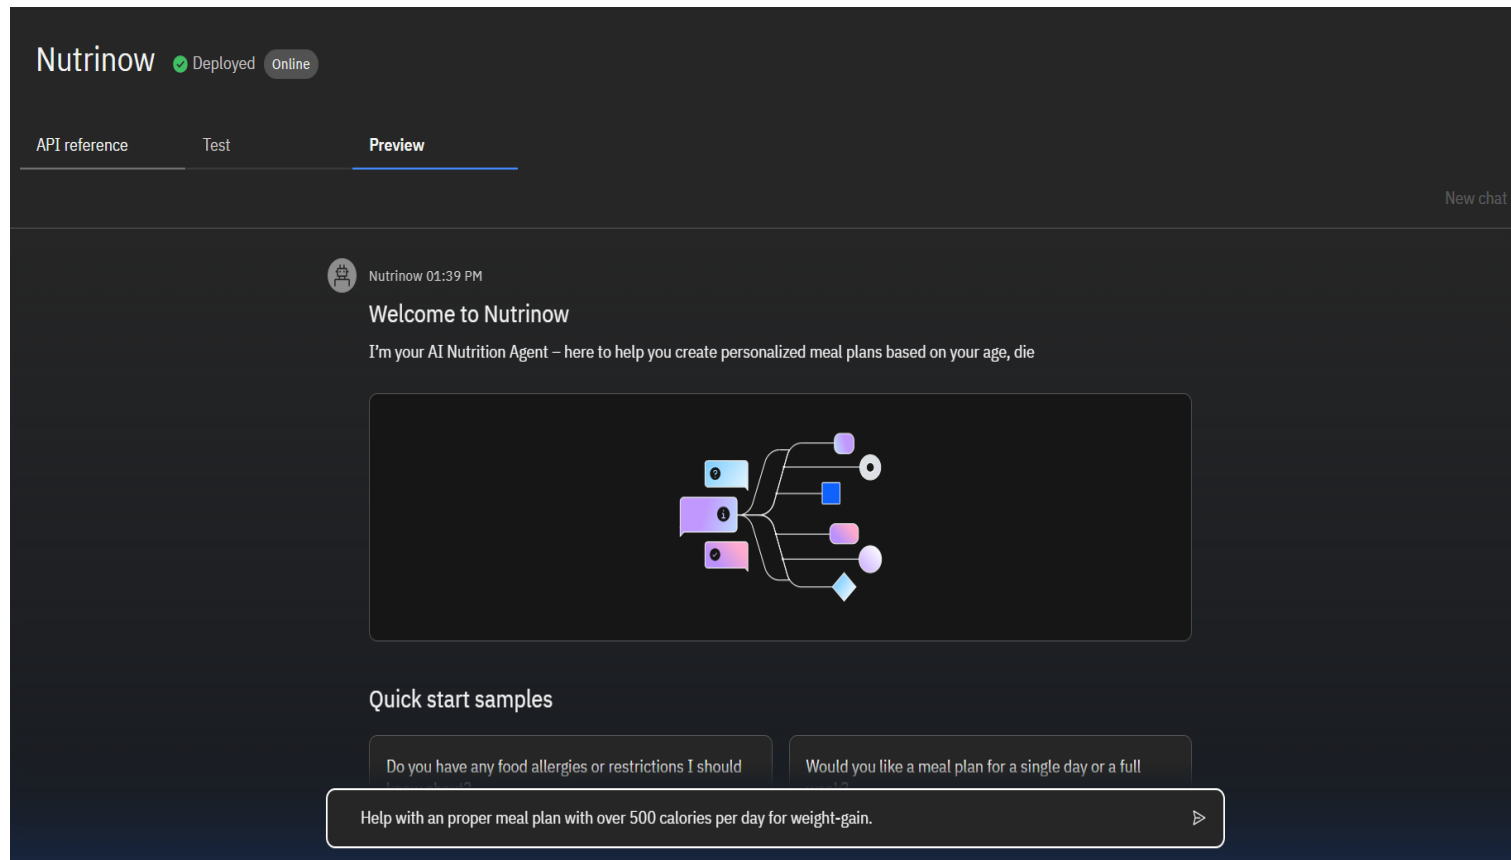 Nutrinow Deployed Online
API reference Test Preview
New chat
Nutrinow 01:39 PM
Welcome to Nutrinow
I'm your AI Nutrition Agent – here to help you create personalized meal plans based on your age, die
Quick start samples
Do you have any food allergies or restrictions I should
Would you like a meal plan for a single day or a full
Help with an proper meal plan with over 500 calories per day for weight-gain.